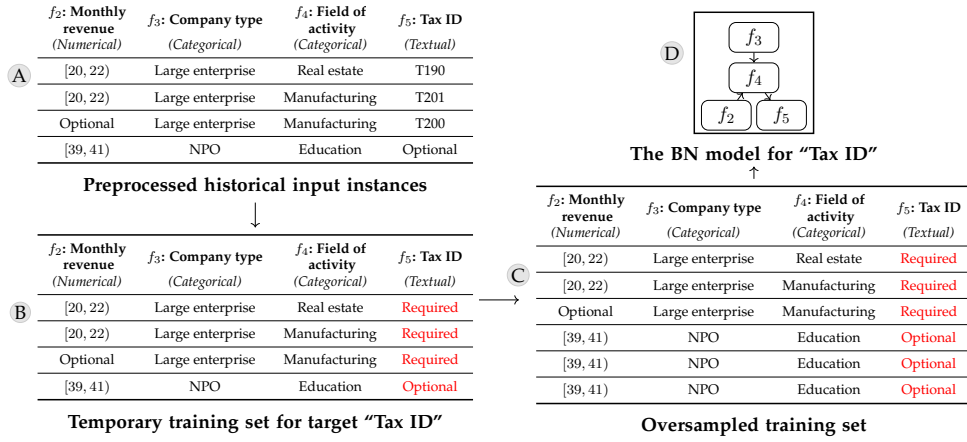 A
f2: Monthly revenue (Numerical) f3: Company type (Categorical) f4: Field of activity (Categorical) f5: Tax ID (Textual)
[20, 22) Large enterprise Real estate T190
[20, 22) Large enterprise Manufacturing T201
Optional Large enterprise Manufacturing T200
[39, 41) NPO Education Optional
Preprocessed historical input instances
B
f2: Monthly revenue (Numerical) f3: Company type (Categorical) f4: Field of activity (Categorical) f5: Tax ID (Textual)
[20, 22) Large enterprise Real estate Required
[20, 22) Large enterprise Manufacturing Required
Optional Large enterprise Manufacturing Required
[39, 41) NPO Education Optional
Temporary training set for target “Tax ID”
D
f3
f4
f2 f5
The BN model for “Tax ID”
C
f2: Monthly revenue (Numerical) f3: Company type (Categorical) f4: Field of activity (Categorical) f5: Tax ID (Textual)
[20, 22) Large enterprise Real estate Required
[20, 22) Large enterprise Manufacturing Required
Optional Large enterprise Manufacturing Required
[39, 41) NPO Education Optional
[39, 41) NPO Education Optional
[39, 41) NPO Education Optional
Oversampled training set